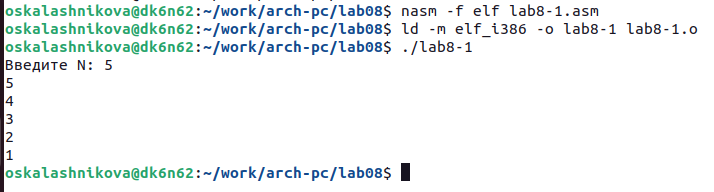 oskalashnikova@dk6n62:~/work/arch-pc/lab08$ nasm -f elf lab8-1.asm
oskalashnikova@dk6n62:~/work/arch-pc/lab08$ ld -m elf_i386 -o lab8-1 lab8-1.o
oskalashnikova@dk6n62:~/work/arch-pc/lab08$ ./lab8-1
Введите N: 5
5
4
3
2
1
oskalashnikova@dk6n62:~/work/arch-pc/lab08$